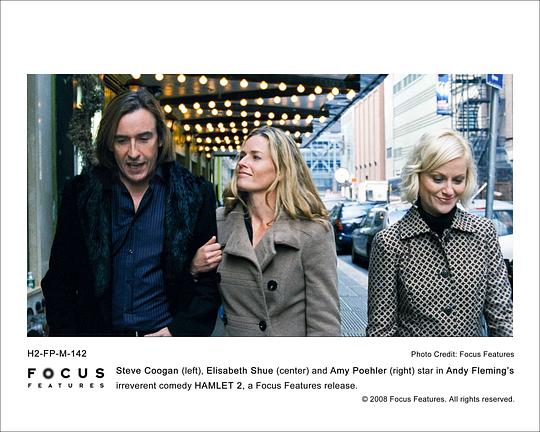 H2-FP-M-142
Photo Credit: Focus Features
FOCUS
FEATURES
Steve Coogan (left), Elisabeth Shue (center) and Amy Poehler (right) star in Andy Fleming's
irreverent comedy HAMLET 2, a Focus Features release.
© 2008 Focus Features. All rights reserved.